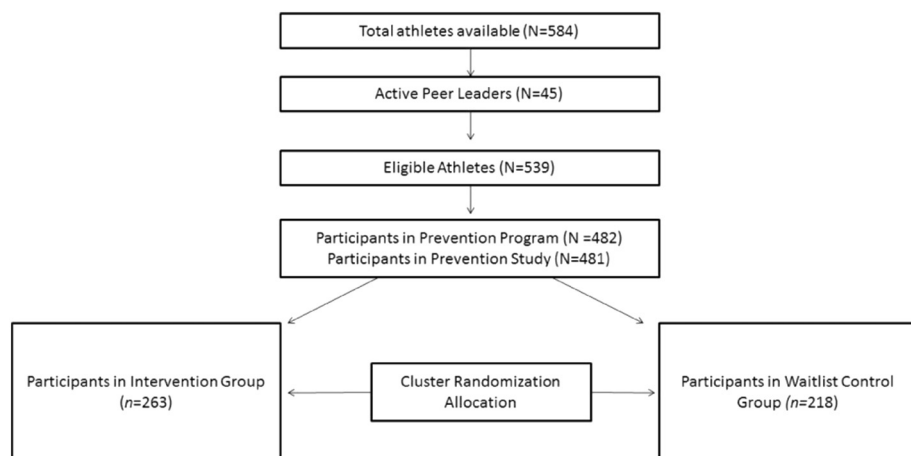 Total athletes available (N=584)
Active Peer Leaders (N=45)
Eligible Athletes (N=539)
Participants in Prevention Program (N =482)
Participants in Prevention Study (N=481)
Participants in Intervention Group
(n=263)
Cluster Randomization
Allocation
Participants in Waitlist Control
Group (n=218)